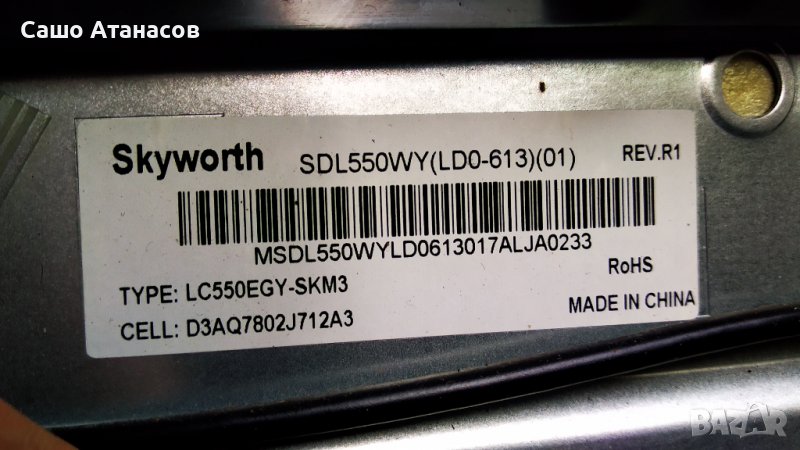 Сашо Атанасов
Skyworth SDL550WY(LD0-613)(01) REV.R1
MSDL550WYLD0613017ALJA0233
TYPE: LC550EGY-SKM3 RoHS
CELL: D3AQ7802J712A3 MADE IN CHINA
BAZAR